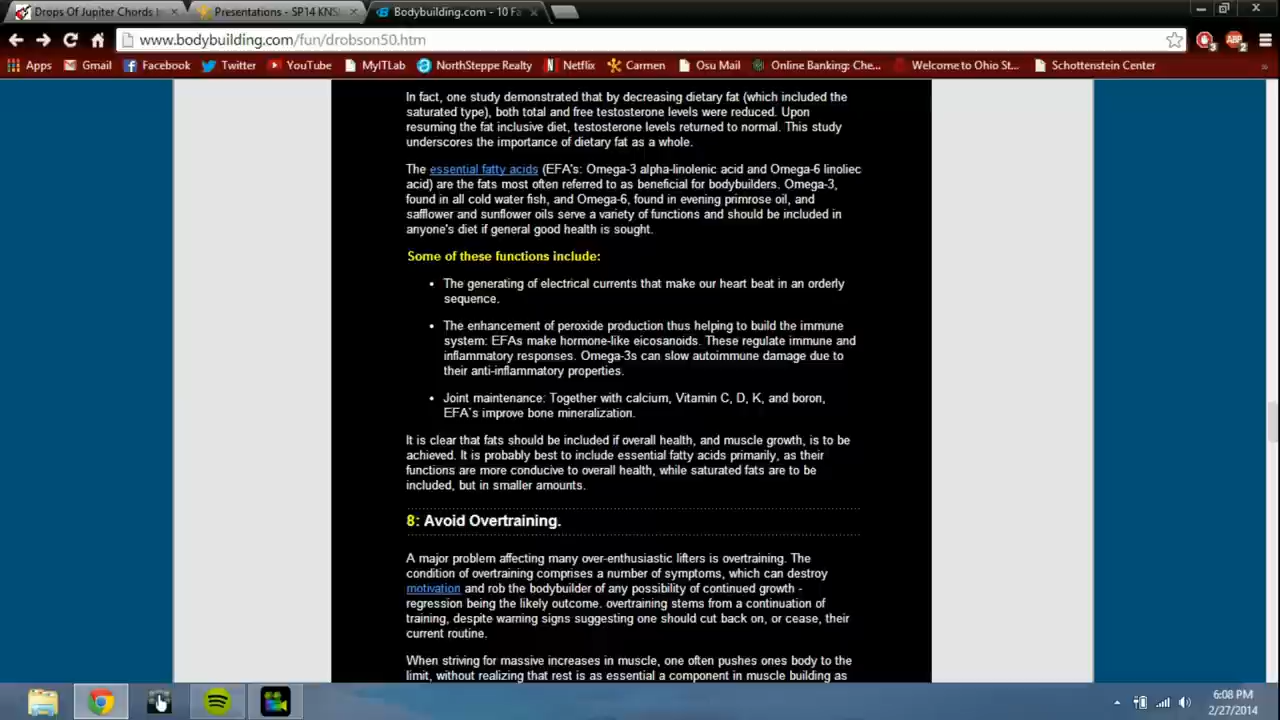 Drops Of Jupiter Chords
Presentations - SP14 KNS
Bodybuilding.com - 10 Fa
www.bodybuilding.com/fun/drobson50.htm
3
ABP
2
Apps
Gmail
Facebook
Twitter
YouTube
MyITLab
NorthSteppe Realty
Netflix
Carmen
Osu Mail
Online Banking: Che...
Welcome to Ohio St...
Schottenstein Center
»
In fact, one study demonstrated that by decreasing dietary fat (which included the
saturated type), both total and free testosterone levels were reduced. Upon
resuming the fat inclusive diet, testosterone levels returned to normal. This study
underscores the importance of dietary fat as a whole.
The essential fatty acids (EFA's: Omega-3 alpha-linolenic acid and Omega-6 linoliec
acid) are the fats most often referred to as beneficial for bodybuilders. Omega-3,
found in all cold water fish, and Omega-6, found in evening primrose oil, and
safflower and sunflower oils serve a variety of functions and should be included in
anyone's diet if general good health is sought.
Some of these functions include:
• The generating of electrical currents that make our heart beat in an orderly
sequence.
• The enhancement of peroxide production thus helping to build the immune
system: EFAs make hormone-like eicosanoids. These regulate immune and
inflammatory responses. Omega-3s can slow autoimmune damage due to
their anti-inflammatory properties.
• Joint maintenance: Together with calcium, Vitamin C, D, K, and boron,
EFA's improve bone mineralization.
It is clear that fats should be included if overall health, and muscle growth, is to be
achieved. It is probably best to include essential fatty acids primarily, as their
functions are more conducive to overall health, while saturated fats are to be
included, but in smaller amounts.
8: Avoid Overtraining.
A major problem affecting many over-enthusiastic lifters is overtraining. The
condition of overtraining comprises a number of symptoms, which can destroy
motivation and rob the bodybuilder of any possibility of continued growth -
regression being the likely outcome. overtraining stems from a continuation of
training, despite warning signs suggesting one should cut back on, or cease, their
current routine.
When striving for massive increases in muscle, one often pushes ones body to the
limit, without realizing that rest is as essential a component in muscle building as
6:08 PM
2/27/2014